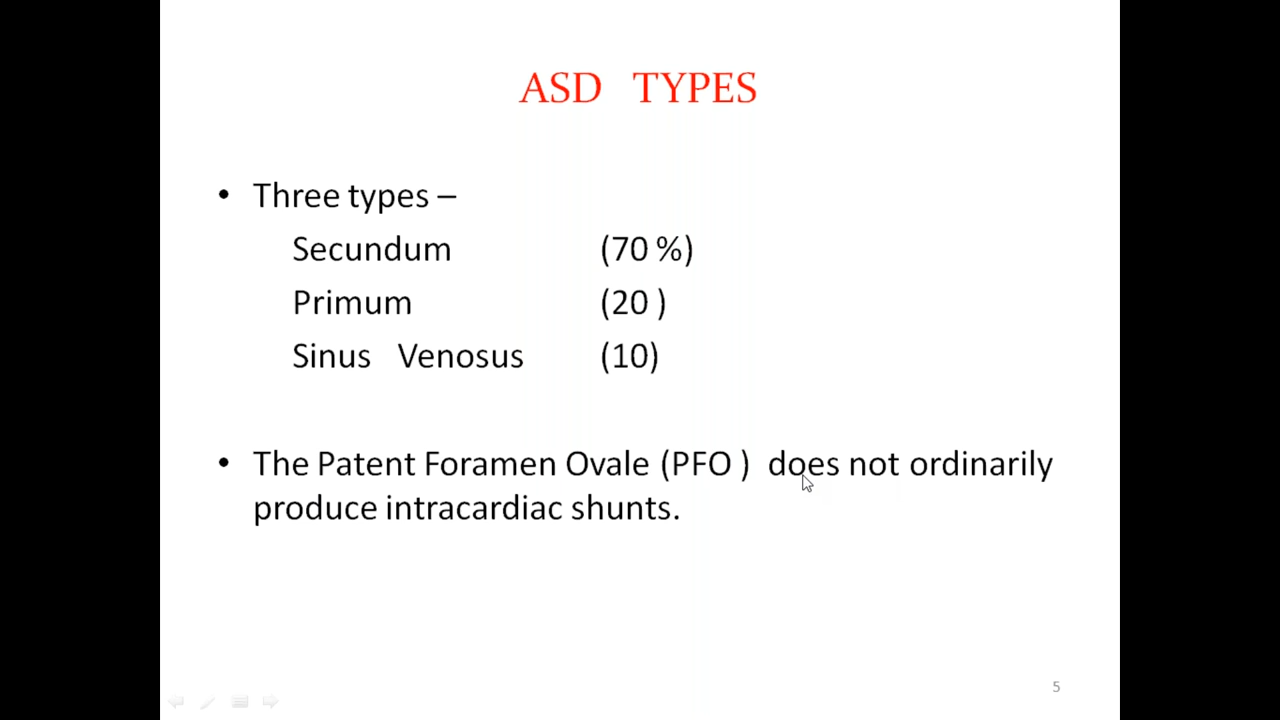 ASD TYPES
• Three types –
Secundum (70 %)
Primum (20 )
Sinus Venosus (10)
• The Patent Foramen Ovale (PFO ) does not ordinarily
produce intracardiac shunts.
5